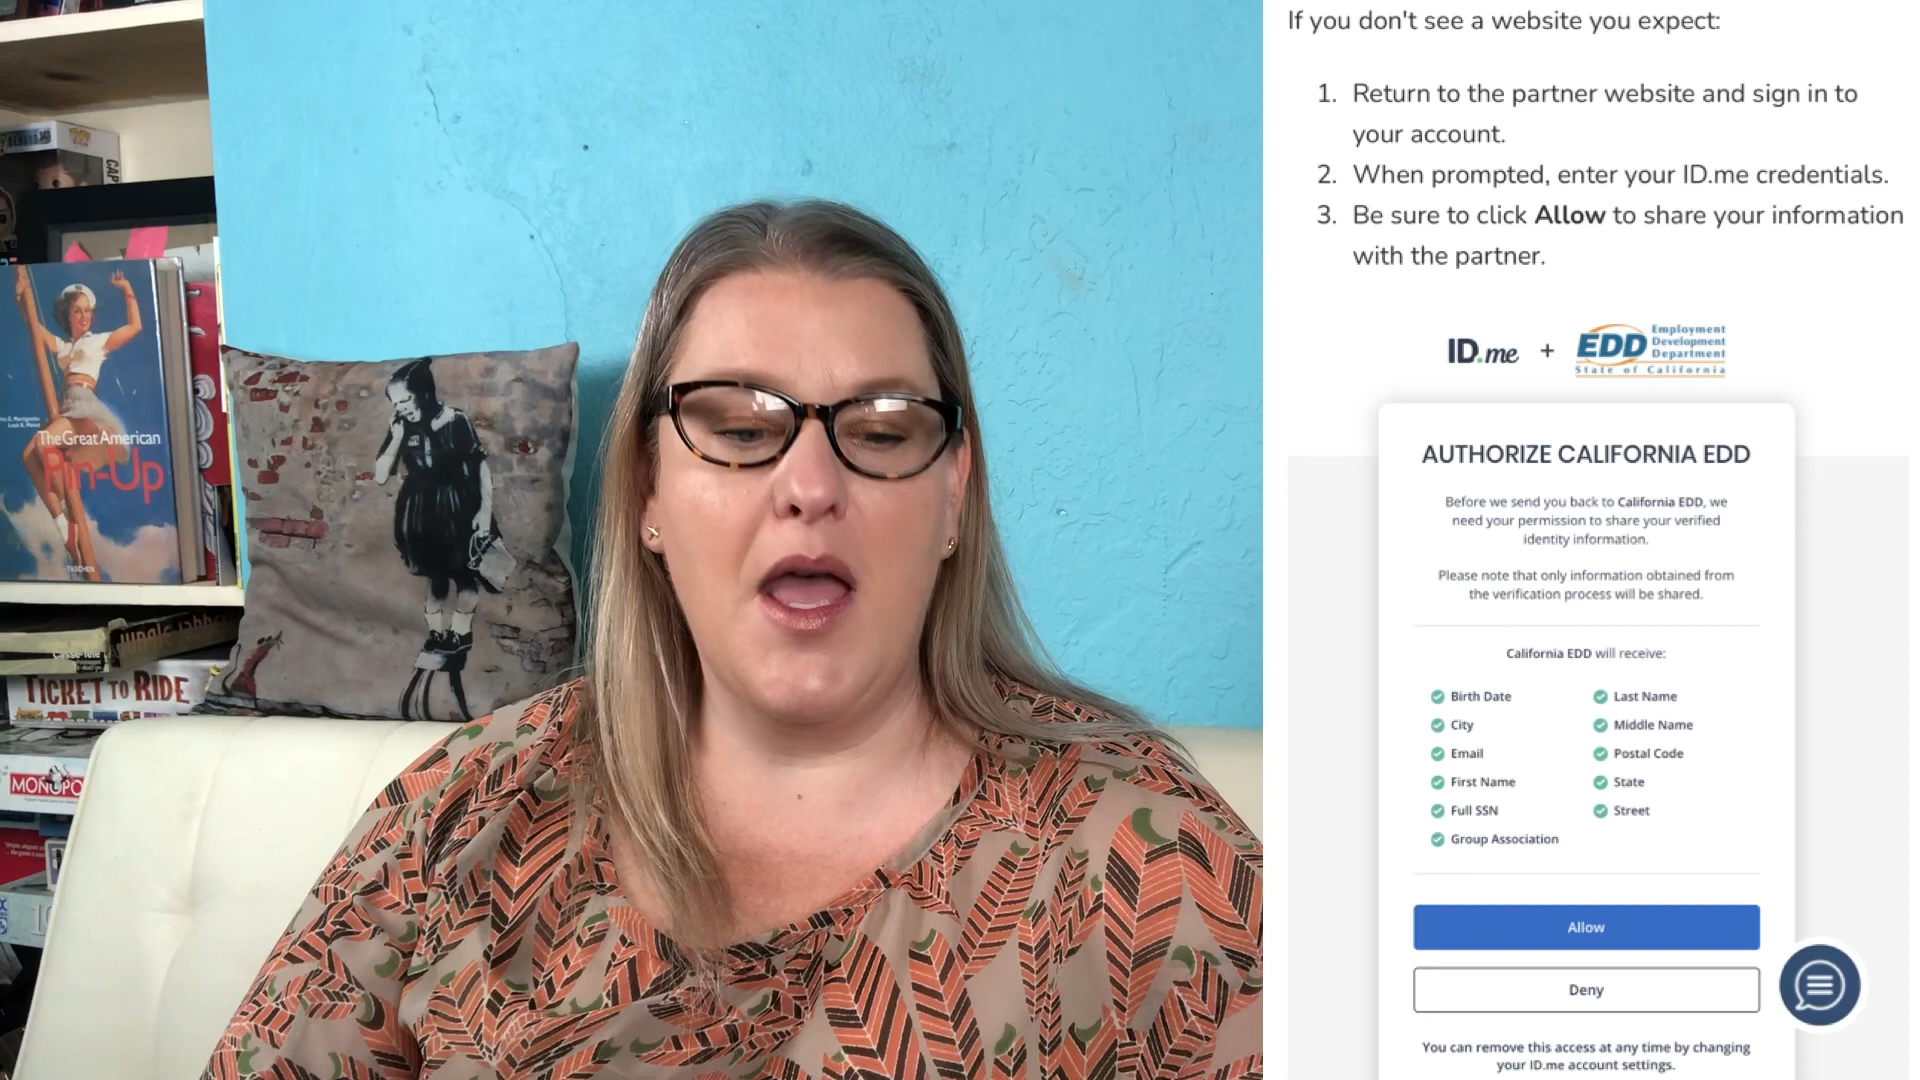 If you don't see a website you expect:
1. Return to the partner website and sign in to
your account.
2. When prompted, enter your ID.me credentials.
3. Be sure to click Allow to share your information
with the partner.
ID.me + EDD Employment
Development
Department
State of California
AUTHORIZE CALIFORNIA EDD
Before we send you back to California EDD, we
need your permission to share your verified
identity information.
Please note that only information obtained from
the verification process will be shared.
California EDD will receive:
Birth Date
Last Name
City
Middle Name
Email
Postal Code
First Name
State
Full SSN
Street
Group Association
Allow
Deny
You can remove this access at any time by changing
your ID.me account settings.
POP!
CAP
The Great American
Pin-Up
TASCHEN
TICKET TO RIDE
MONOPO